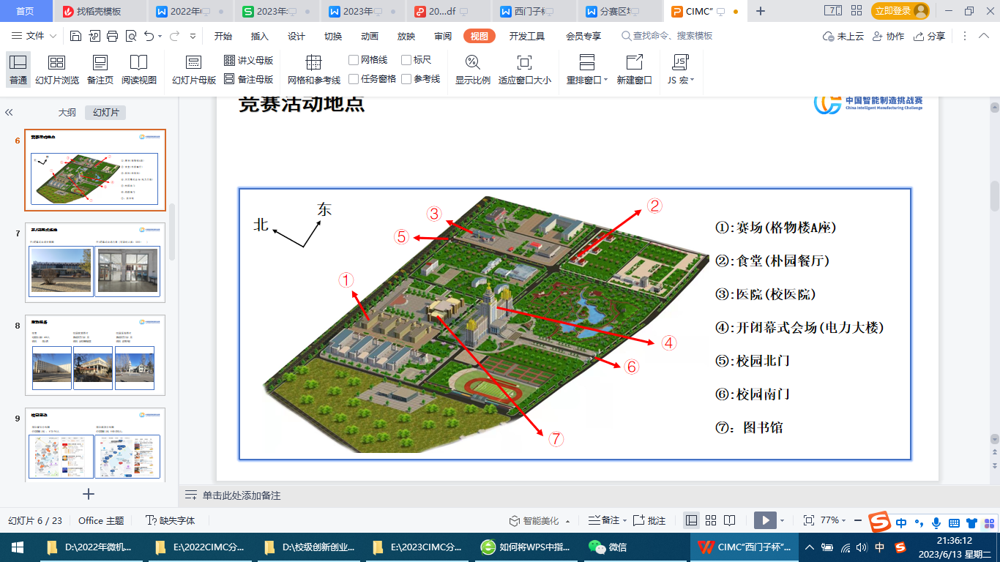 首页
找稻壳模板
2022年
2023年
2023年
20...df
西门子杯
分赛区
CIMC"
立即登录
文件
开始
插入
设计
切换
动画
放映
审阅
视图
开发工具
会员专享
查找命令、搜索模板
未上云
协作
分享
普通
幻灯片浏览
备注页
阅读视图
幻灯片母版
讲义母版
备注母版
网格和参考线
网格线
标尺
任务窗格
参考线
显示比例
适应窗口大小
重排窗口
新建窗口
JS 宏
大纲
幻灯片
6
7
8
9
竞赛活动地点
中国智能制造挑战赛
China Intelligent Manufacturing Challenge
北
东
①
②
③
④
⑤
⑥
⑦
①:赛场(格物楼A座)
②:食堂(朴园餐厅)
③:医院(校医院)
④:开闭幕式会场(电力大楼)
⑤:校园北门
⑥:校园南门
⑦: 图书馆
单击此处添加备注
幻灯片 6 / 23
Office 主题
缺失字体
智能美化
备注
批注
77%
中
D:\2022年微机...
E:\2022CIMC分...
D:\校级创新创业...
E:\2023CIMC分...
如何将WPS中指...
微信
CIMC"西门子杯"...
中
21:36:12
2023/6/13 星期二